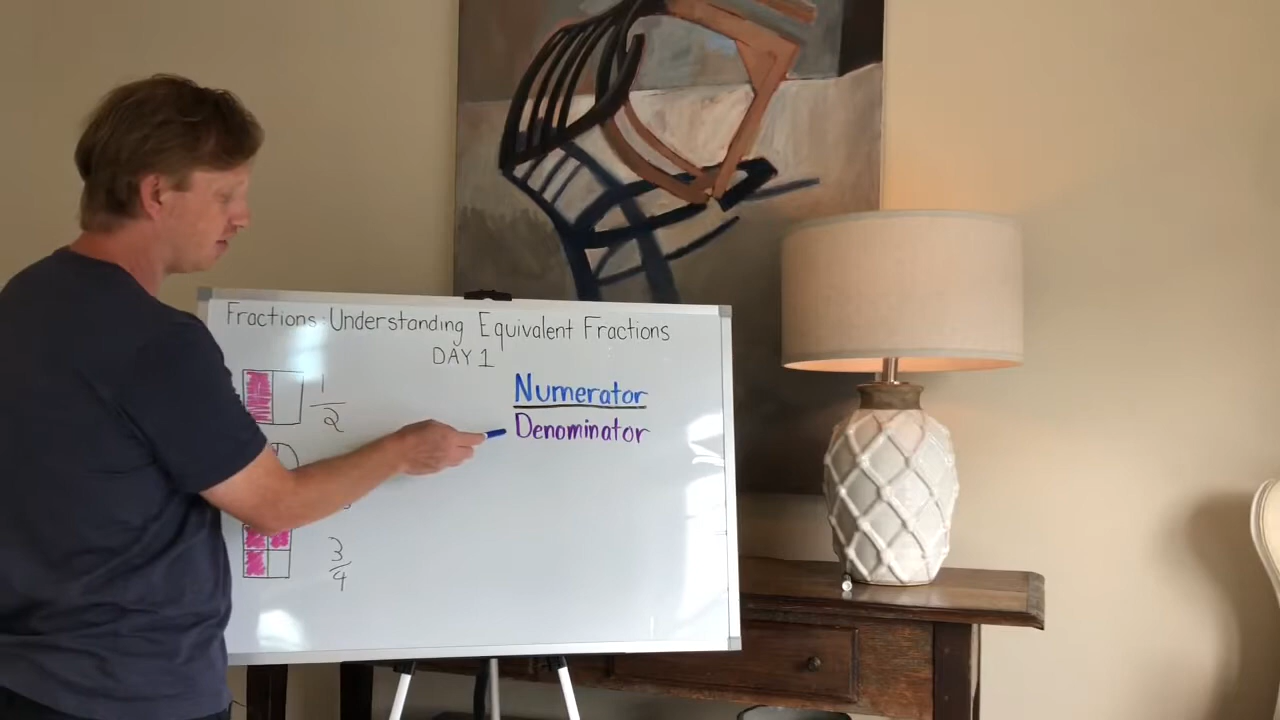 Fractions: Understanding Equivalent Fractions
DAY 1
Numerator
Denominator
1
2
3
4